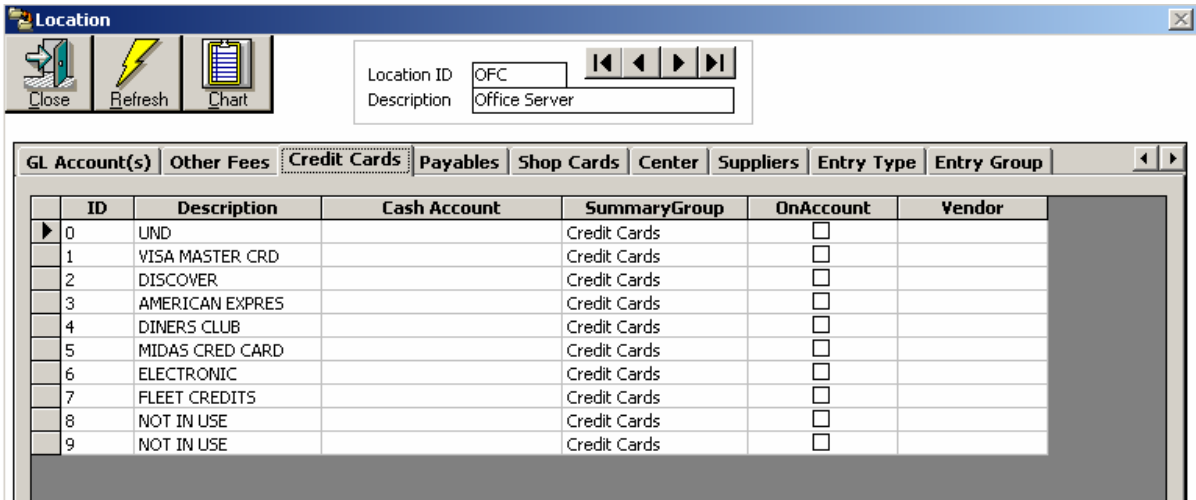 Location
Close Refresh Chart
Location ID OFC
Description Office Server
GL Account(s) Other Fees Credit Cards Payables Shop Cards Center Suppliers Entry Type Entry Group
ID Description Cash Account SummaryGroup OnAccount Vendor
0 UND Credit Cards
1 VISA MASTER CRD Credit Cards
2 DISCOVER Credit Cards
3 AMERICAN EXPRES Credit Cards
4 DINERS CLUB Credit Cards
5 MIDAS CRED CARD Credit Cards
6 ELECTRONIC Credit Cards
7 FLEET CREDITS Credit Cards
8 NOT IN USE Credit Cards
9 NOT IN USE Credit Cards